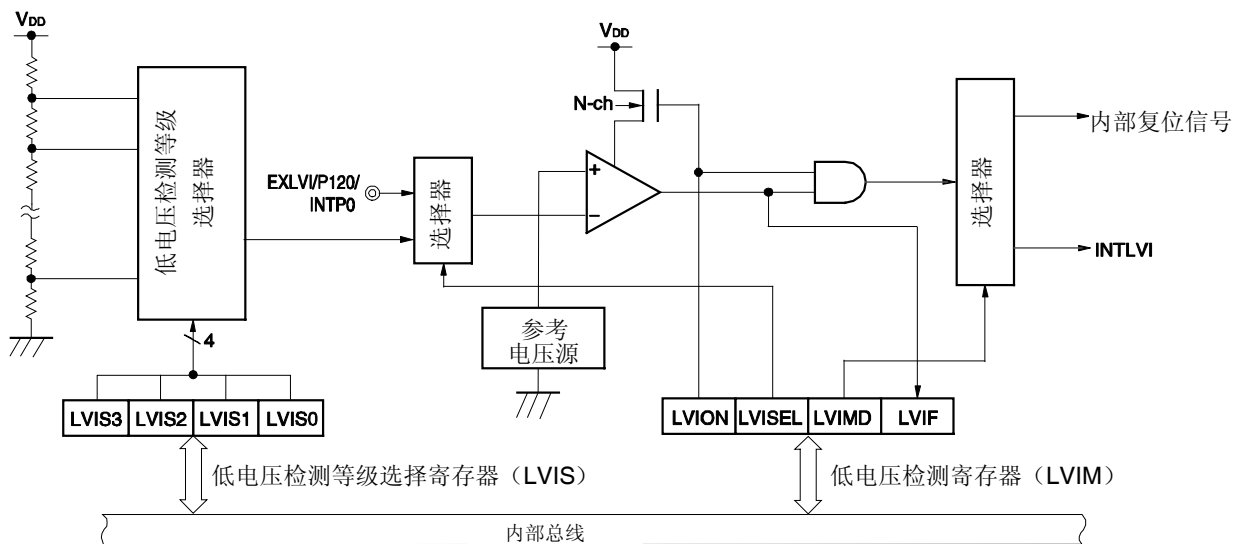 VDD
低电压检测等级
选择器
4
LVIS3 LVIS2 LVIS1 LVIS0
低电压检测等级选择寄存器（LVIS）
EXLVI/P120/
INTP0
选择器
VDD
N-ch
+
−
参考
电压源
选择器
内部复位信号
INTLVI
LVION LVISEL LVIMD LVIF
低电压检测寄存器（LVIM）
内部总线